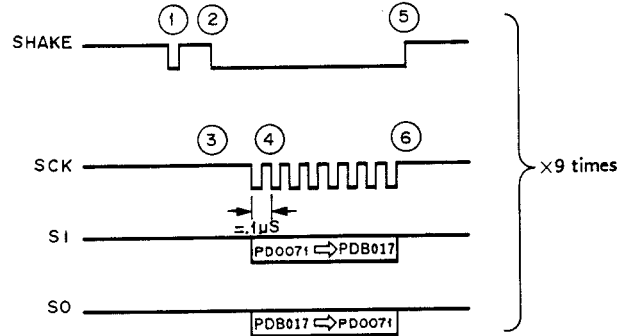 1 2 5
SHAKE
3 4 6
SCK
×9 times
=.1μS
SI
PD0071 ⇨ PDB017
SO
PDB017 ⇨ PD0071